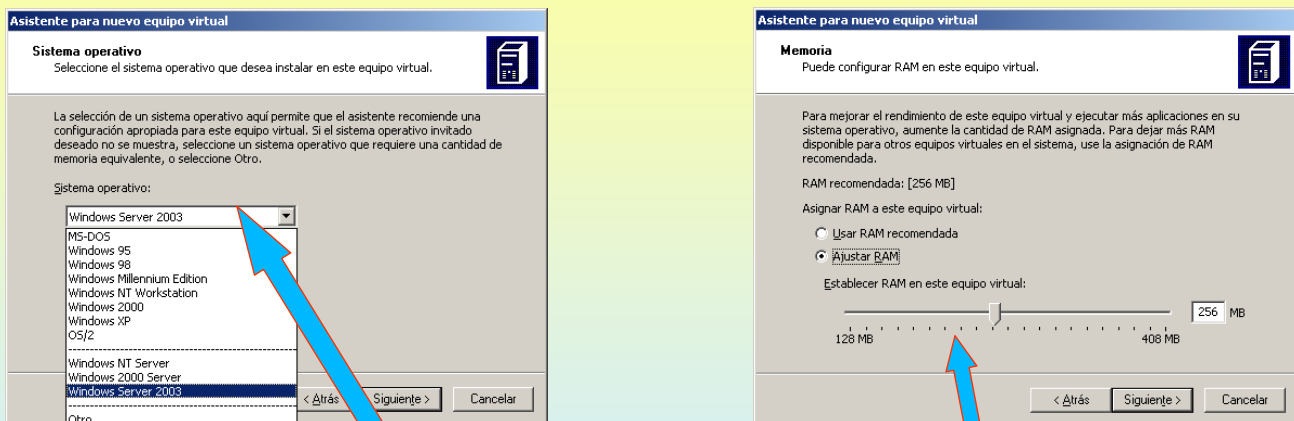 Asistente para nuevo equipo virtual
Sistema operativo
Seleccione el sistema operativo que desea instalar en este equipo virtual.
La selección de un sistema operativo aquí permite que el asistente recomiende una
configuración apropiada para este equipo virtual. Si el sistema operativo invitado
deseado no se muestra, seleccione un sistema operativo que requiere una cantidad de
memoria equivalente, o seleccione Otro.
Sistema operativo:
Windows Server 2003
MS-DOS
Windows 95
Windows 98
Windows Millennium Edition
Windows NT Workstation
Windows 2000
Windows XP
OS/2
Windows NT Server
Windows 2000 Server
Windows Server 2003
Otro
< Atrás Siguiente > Cancelar
Asistente para nuevo equipo virtual
Memoria
Puede configurar RAM en este equipo virtual.
Para mejorar el rendimiento de este equipo virtual y ejecutar más aplicaciones en su
sistema operativo, aumente la cantidad de RAM asignada. Para dejar más RAM
disponible para otros equipos virtuales en el sistema, use la asignación de RAM
recomendada.
RAM recomendada: [256 MB]
Asignar RAM a este equipo virtual:
Usar RAM recomendada
Ajustar RAM
Establecer RAM en este equipo virtual:
256 MB
128 MB 408 MB
< Atrás Siguiente > Cancelar